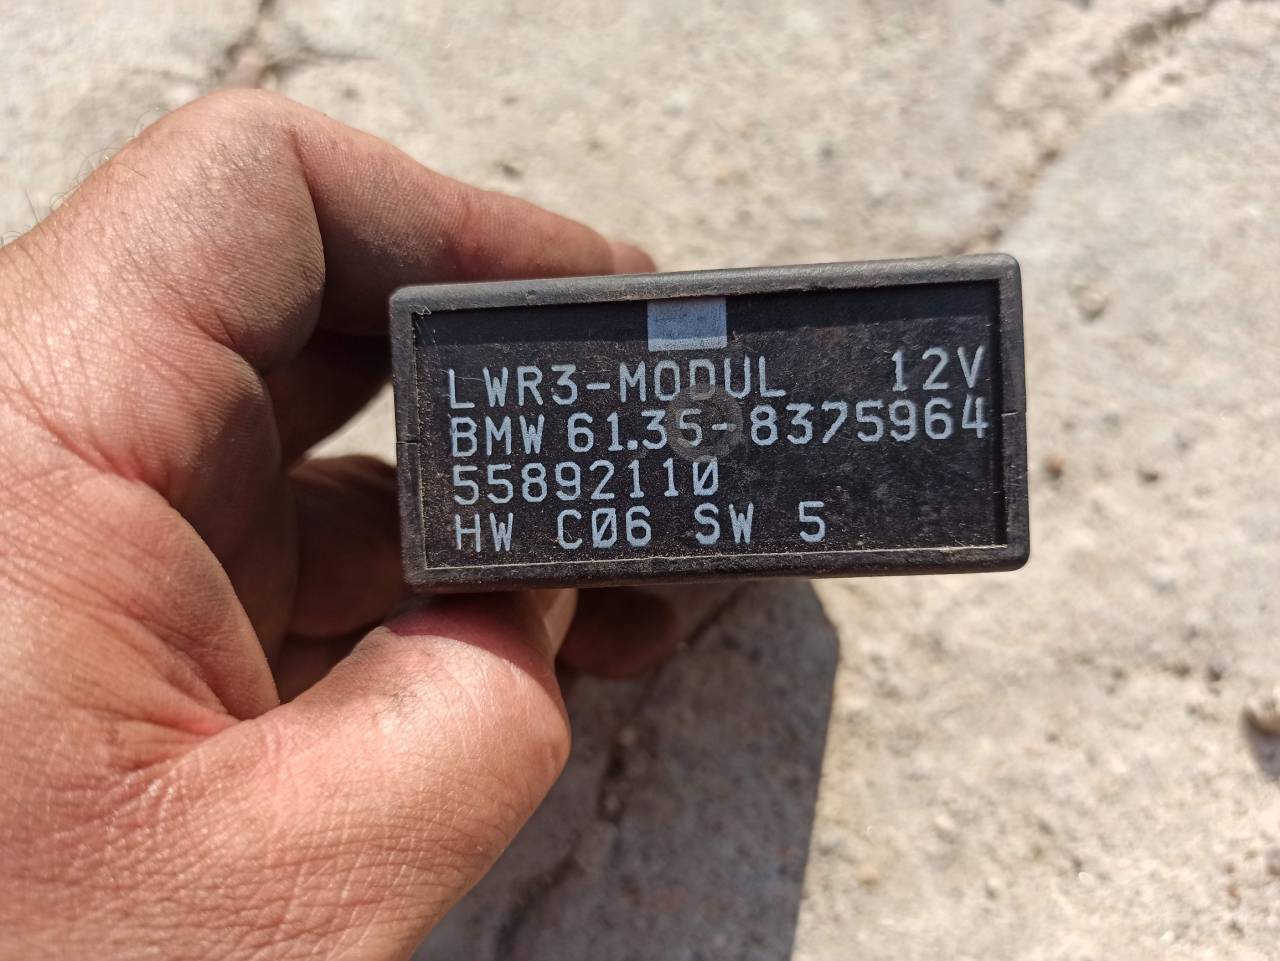 LWR3-MODUL 12V
BMW 61.35-8375964
55892110
HW C06 SW 5